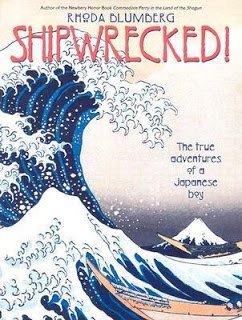 Author of the Newbery Honor Book Commodore Perry in the Land of the Shogun
RHODA BLUMBERG
SHIPWRECKED!
The true
adventures
of a
Japanese
boy